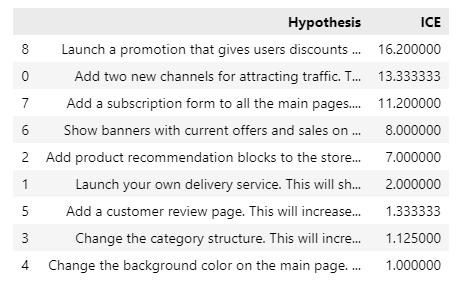 Hypothesis ICE
8 Launch a promotion that gives users discounts ... 16.200000
0 Add two new channels for attracting traffic. T... 13.333333
7 Add a subscription form to all the main pages.... 11.200000
6 Show banners with current offers and sales on ... 8.000000
2 Add product recommendation blocks to the store... 7.000000
1 Launch your own delivery service. This will sh... 2.000000
5 Add a customer review page. This will increase... 1.333333
3 Change the category structure. This will incre... 1.125000
4 Change the background color on the main page. ... 1.000000